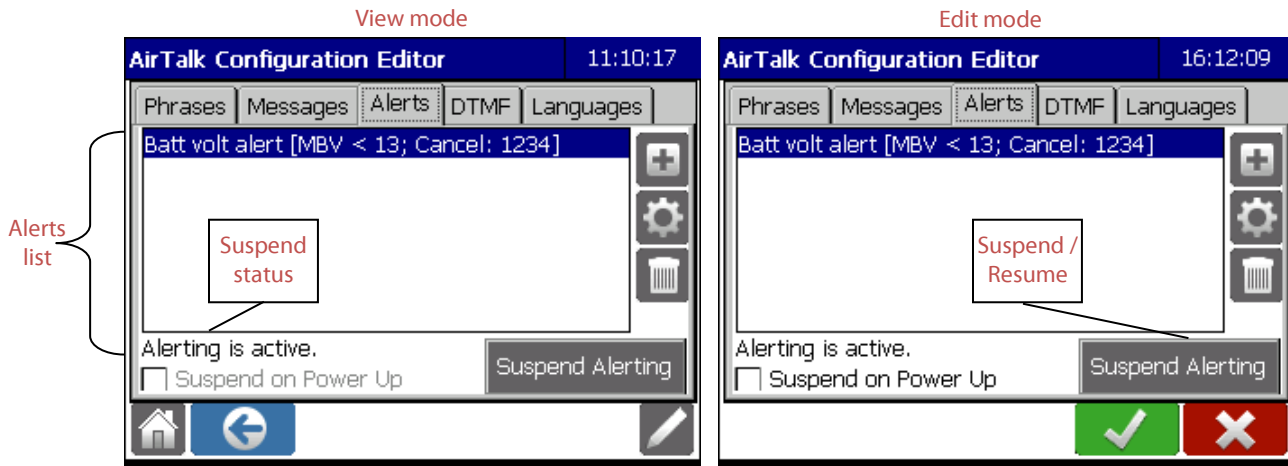 View mode
Edit mode
AirTalk Configuration Editor 11:10:17
Phrases Messages Alerts DTMF Languages
Batt volt alert [MBV < 13; Cancel: 1234]
Alerts
list
Suspend
status
Alerting is active.
Suspend on Power Up
Suspend Alerting
AirTalk Configuration Editor 16:12:09
Phrases Messages Alerts DTMF Languages
Batt volt alert [MBV < 13; Cancel: 1234]
Suspend /
Resume
Alerting is active.
Suspend on Power Up
Suspend Alerting